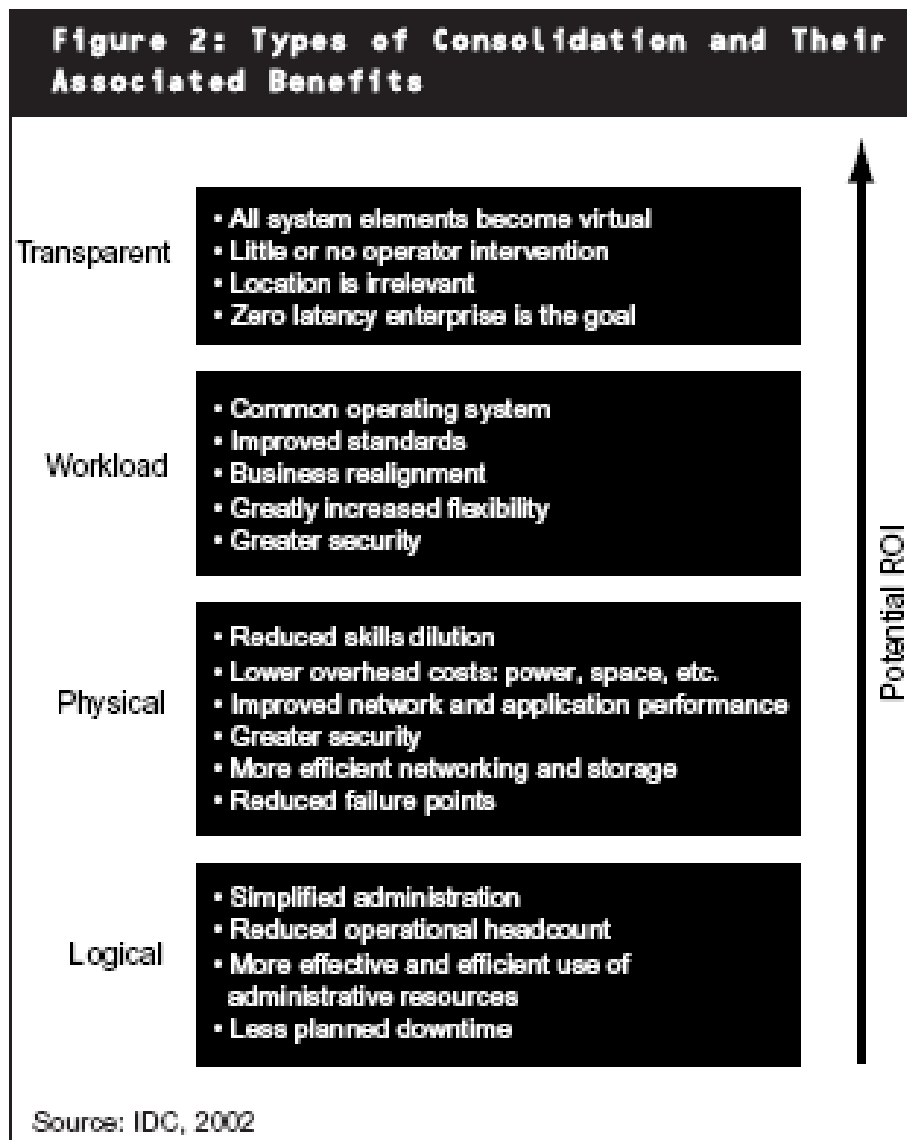 Figure 2: Types of Consolidation and Their
Associated Benefits
Transparent
• All system elements become virtual
• Little or no operator intervention
• Location is irrelevant
• Zero latency enterprise is the goal
Workload
• Common operating system
• Improved standards
• Business realignment
• Greatly increased flexibility
• Greater security
Physical
• Reduced skills dilution
• Lower overhead costs: power, space, etc.
• Improved network and application performance
• Greater security
• More efficient networking and storage
• Reduced failure points
Logical
• Simplified administration
• Reduced operational headcount
• More effective and efficient use of
administrative resources
• Less planned downtime
Potential ROI
Source: IDC, 2002